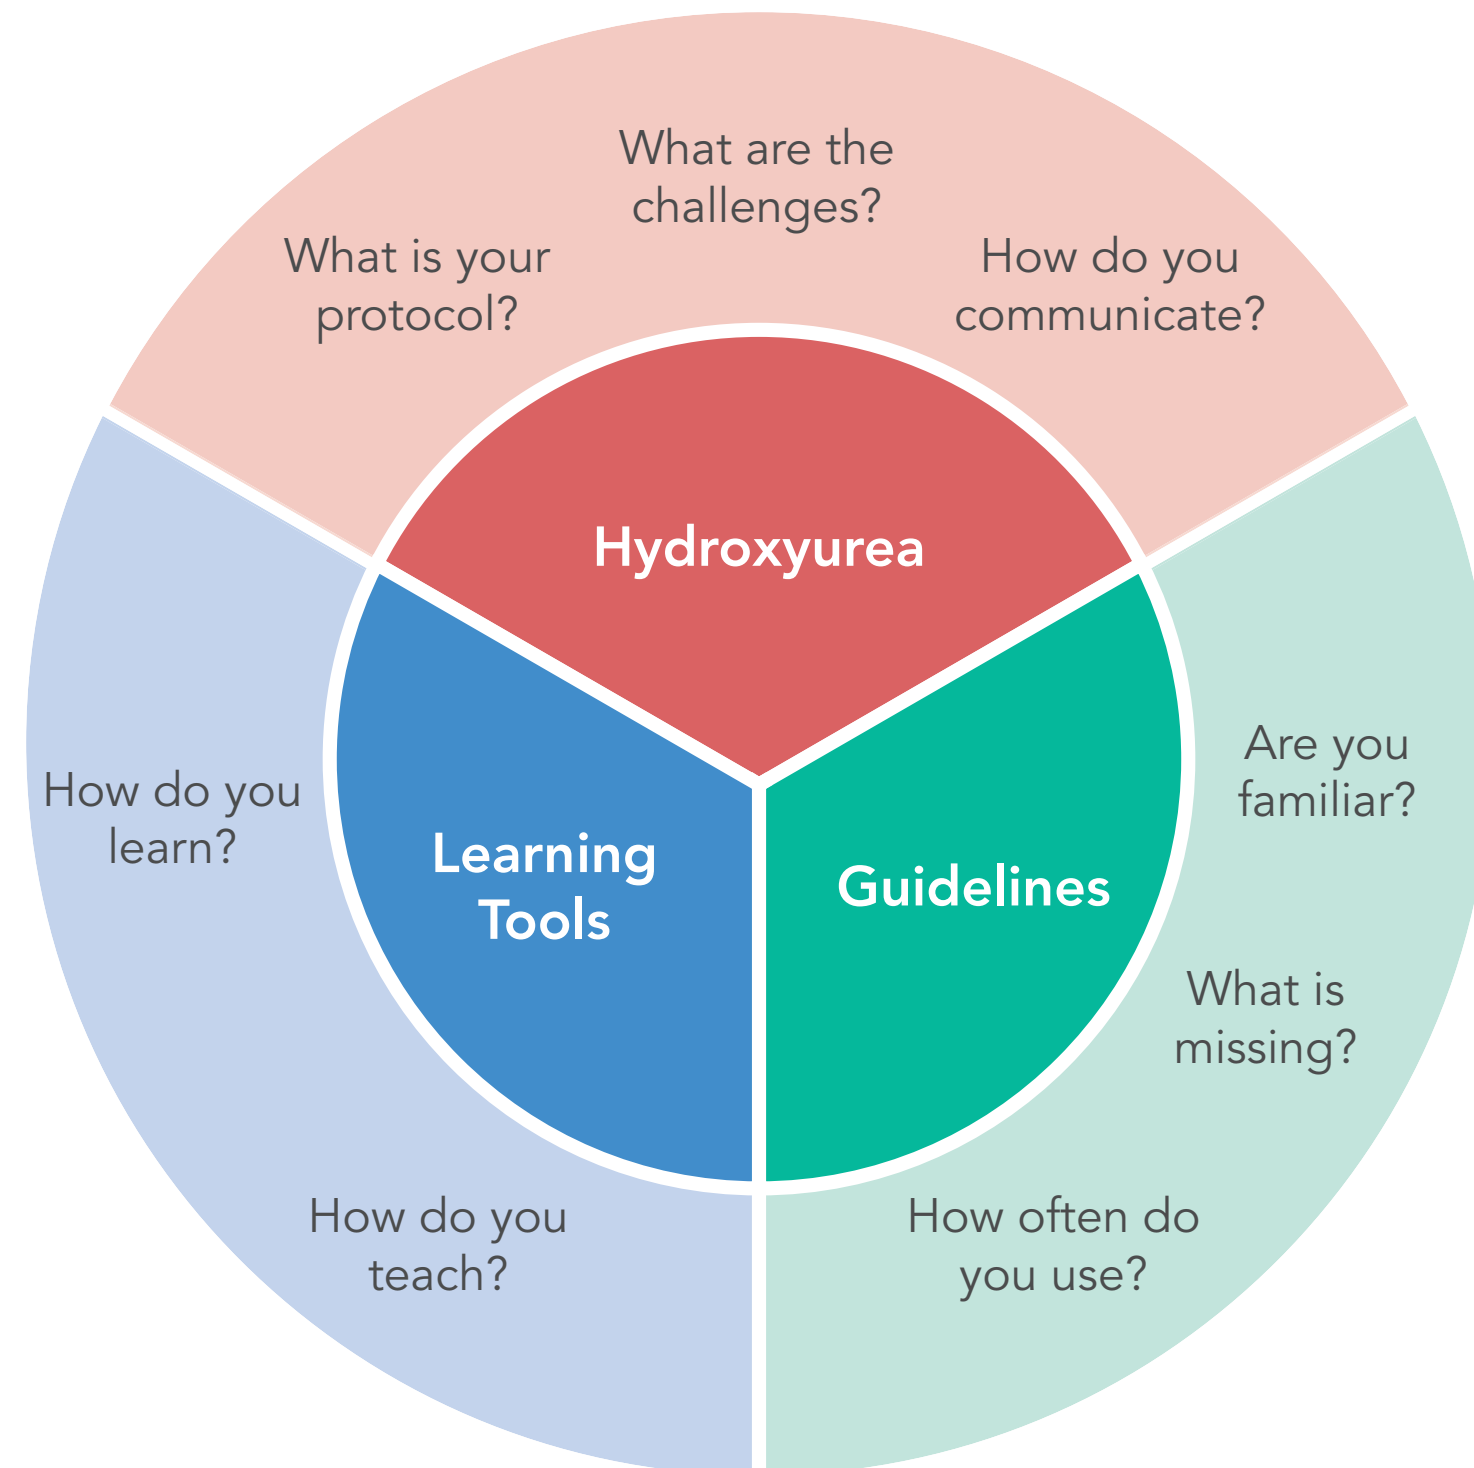 What are the
challenges?
What is your
protocol?
How do you
communicate?
Hydroxyurea
Are you
familiar?
How do you
learn?
Learning
Tools
Guidelines
What is
missing?
How do you
teach?
How often do
you use?